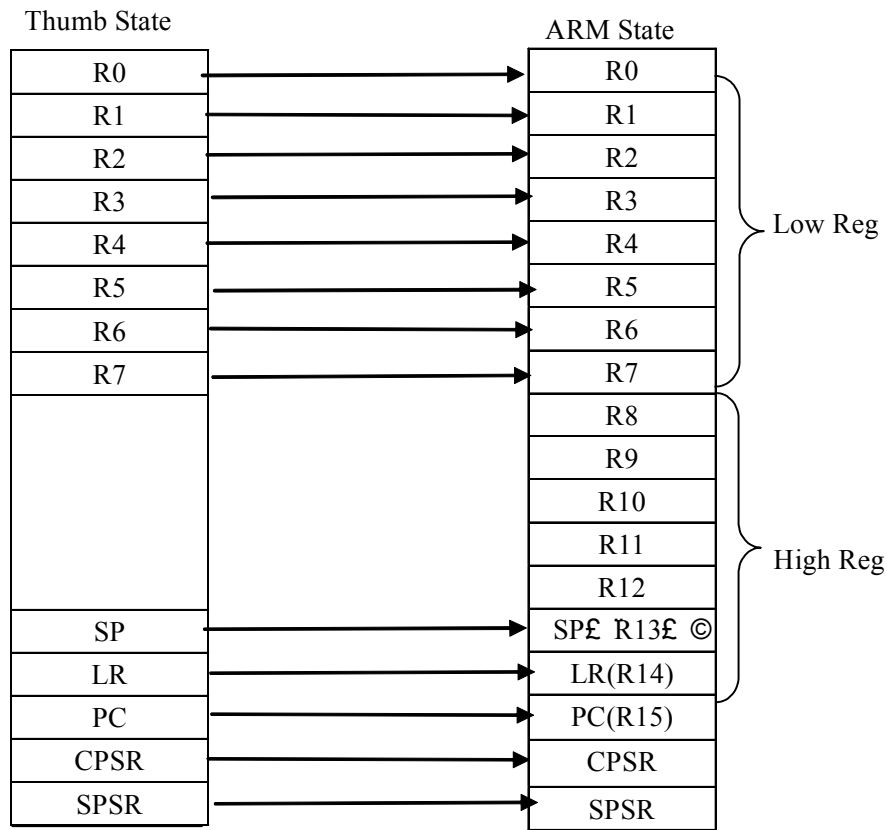 Thumb State
ARM State
R0
R0
R1
R1
R2
R2
R3
R3
R4
R4
Low Reg
R5
R5
R6
R6
R7
R7
R8
R9
R10
R11
High Reg
R12
SP
SP£ R13£ ©
LR
LR(R14)
PC
PC(R15)
CPSR
CPSR
SPSR
SPSR